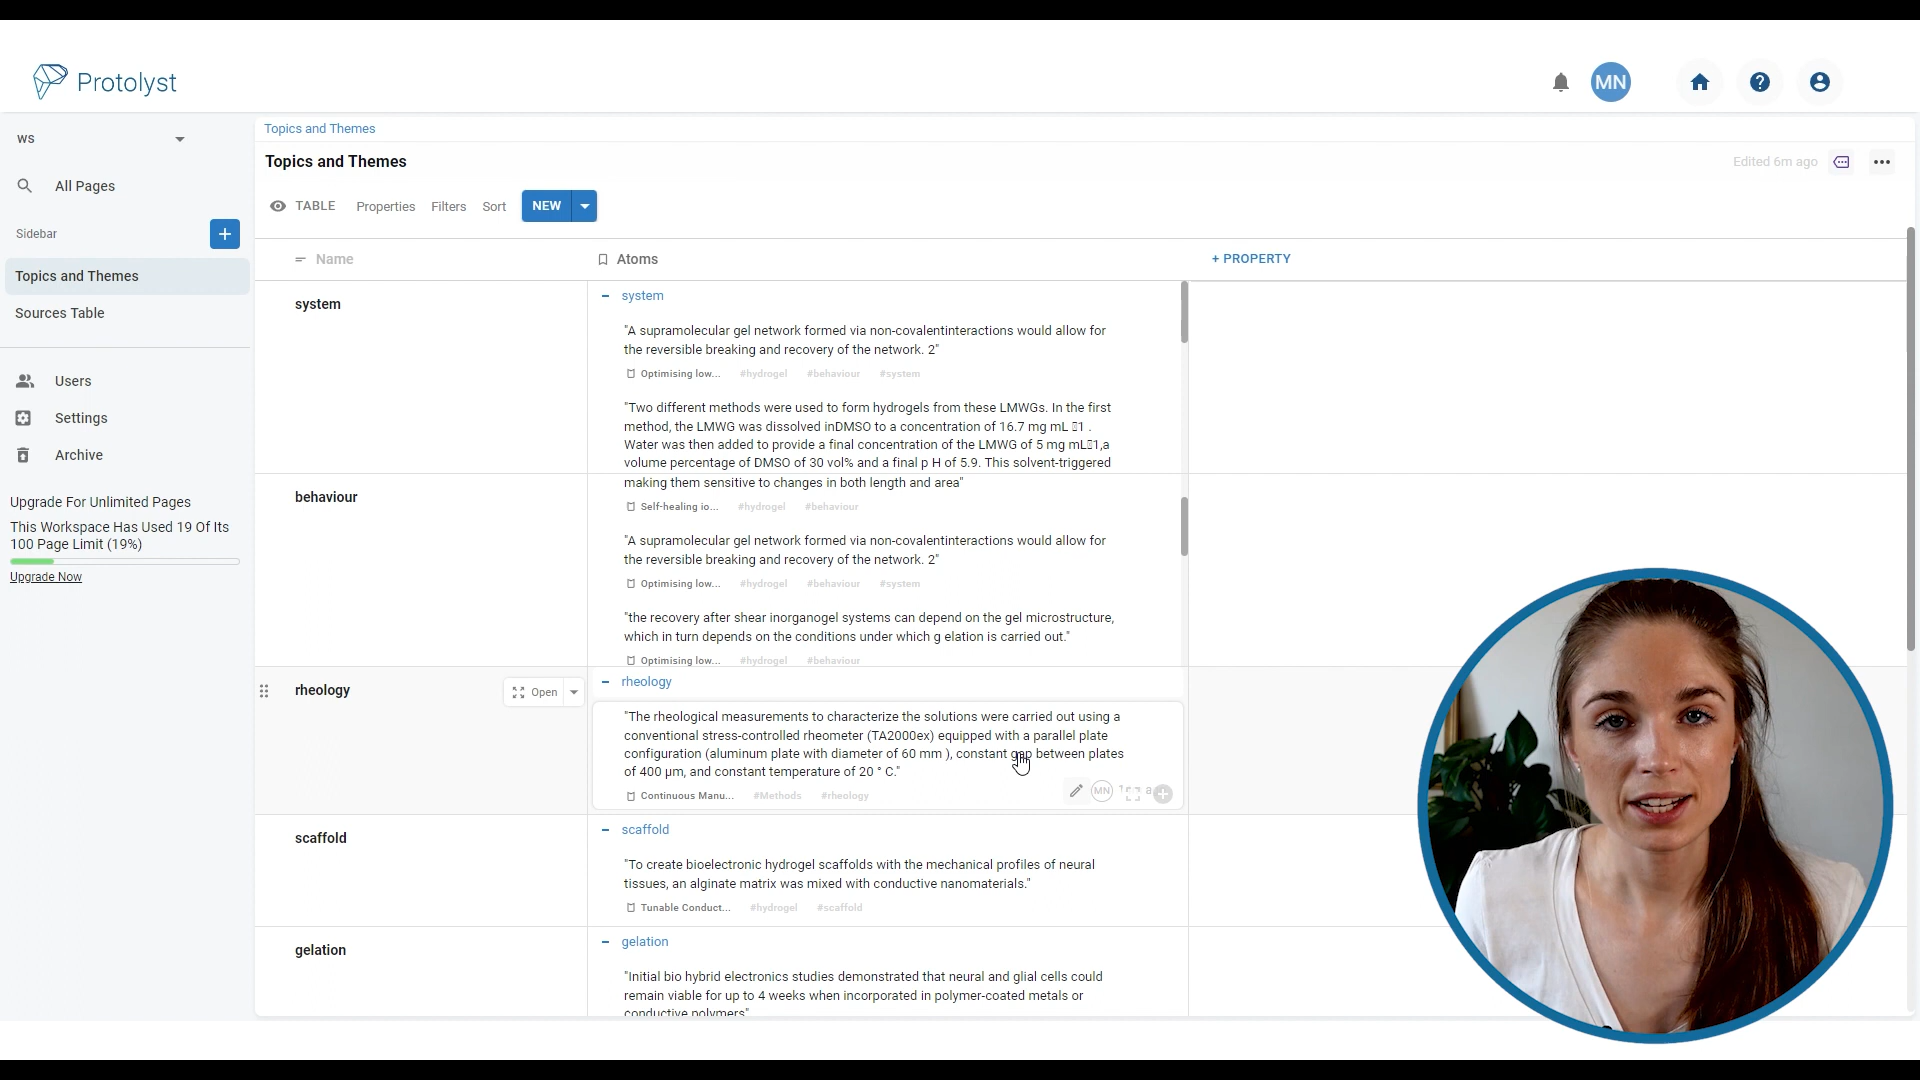 Protolyst
MN
WS
All Pages
Sidebar
Topics and Themes
Sources Table
Users
Settings
Archive
Upgrade For Unlimited Pages
This Workspace Has Used 19 Of Its
100 Page Limit (19%)
Upgrade Now
Topics and Themes
Topics and Themes
Edited 6m ago
TABLE
Properties
Filters
Sort
NEW
Name
Atoms
+ PROPERTY
system
system
"A supramolecular gel network formed via non-covalentinteractions would allow for
the reversible breaking and recovery of the network. 2"
Optimising low... #hydrogel #behaviour #system
"Two different methods were used to form hydrogels from these LMWGs. In the first
method, the LMWG was dissolved inDMSO to a concentration of 16.7 mg mL 1 .
Water was then added to provide a final concentration of the LMWG of 5 mg mL1,a
volume percentage of DMSO of 30 vol% and a final p H of 5.9. This solvent-triggered
behaviour
making them sensitive to changes in both length and area"
Self-healing io... #hydrogel #behaviour
"A supramolecular gel network formed via non-covalentinteractions would allow for
the reversible breaking and recovery of the network. 2"
Optimising low... #hydrogel #behaviour #system
"the recovery after shear inorganogel systems can depend on the gel microstructure,
which in turn depends on the conditions under which g elation is carried out."
Optimising low... #hydrogel #behaviour
rheology
Open
rheology
"The rheological measurements to characterize the solutions were carried out using a
conventional stress-controlled rheometer (TA2000ex) equipped with a parallel plate
configuration (aluminum plate with diameter of 60 mm ), constant gap between plates
of 400 μm, and constant temperature of 20 ° C."
Continuous Manu... #Methods #rheology
MN
scaffold
scaffold
"To create bioelectronic hydrogel scaffolds with the mechanical profiles of neural
tissues, an alginate matrix was mixed with conductive nanomaterials."
Tunable Conduct... #hydrogel #scaffold
gelation
gelation
"Initial bio hybrid electronics studies demonstrated that neural and glial cells could
remain viable for up to 4 weeks when incorporated in polymer-coated metals or
conductive polymers"